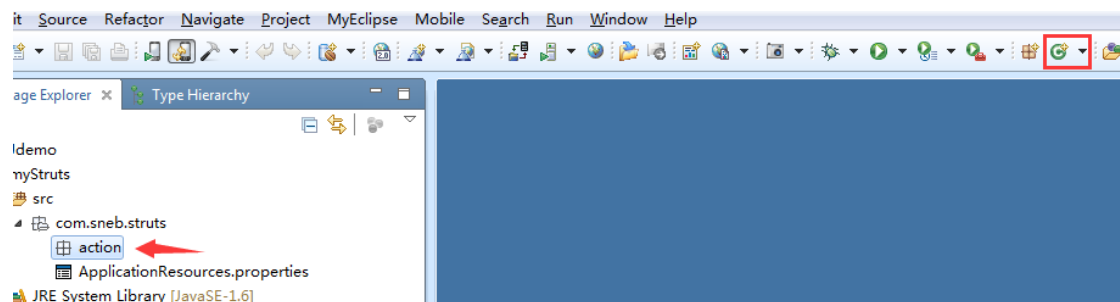 it Source Refactor Navigate Project MyEclipse Mobile Search Run Window Help
age Explorer Type Hierarchy
demo
myStruts
src
com.sneb.struts
action
ApplicationResources.properties
JRE System Library [JavaSE-1.6]